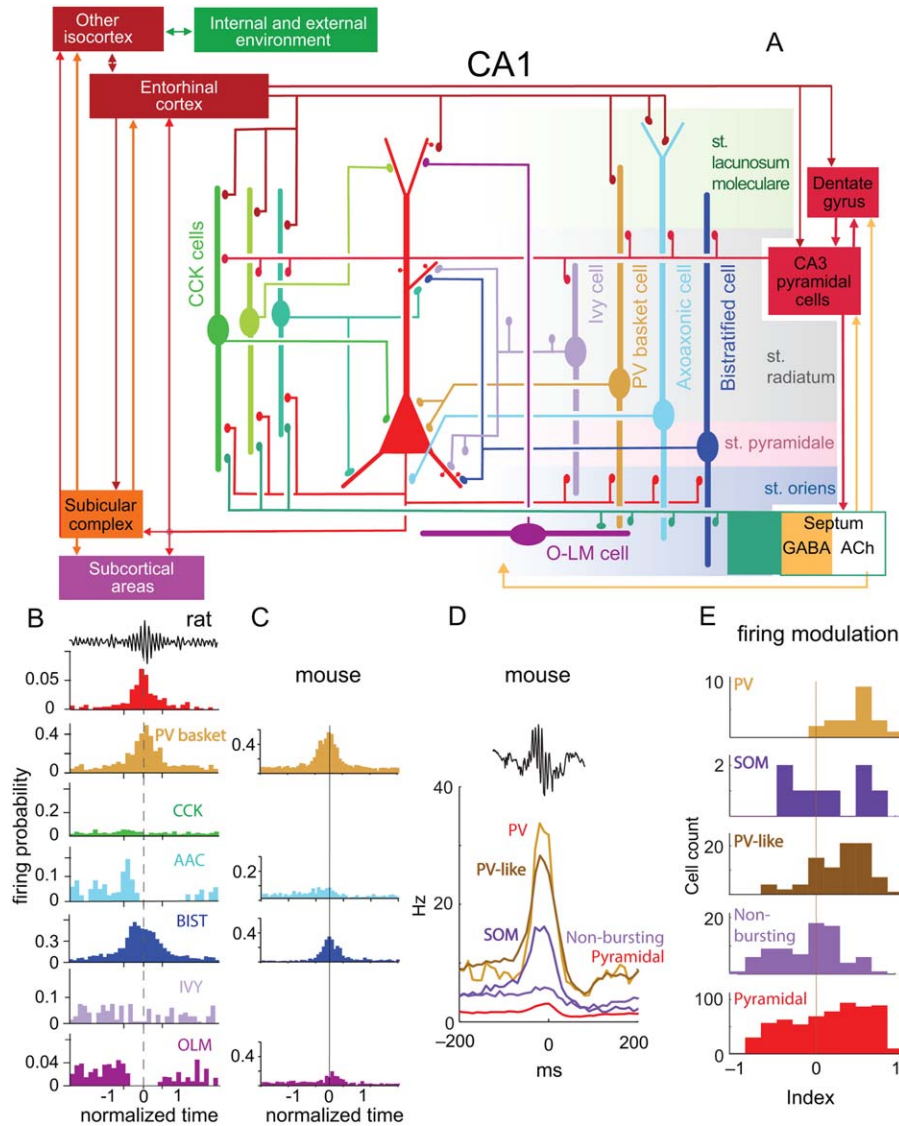 Other
isocortex
Internal and external
environment
A
CA1
Entorhinal
cortex
st.
lacunosum
moleculare
Dentate
gyrus
CCK cells
CA3
pyramidal
cells
Ivy cell
PV basket cell
Axoaxonic cell
Bistratified cell
st.
radiatum
st. pyramidale
st. oriens
Subicular
complex
Septum
GABA ACh
O-LM cell
Subcortical
areas
B
rat
0.05
0
PV basket
0.4
0
CCK
0.2
0
AAC
0.1
0
BIST
0.3
0
IVY
0.1
0
OLM
0.04
0
firing probability
-1 0 1
normalized time
C
mouse
0.4
0.2
0.4
0.4
-1 0 1
normalized time
D
mouse
40
20
0
Hz
PV
PV-like
SOM
Non-bursting
Pyramidal
−200 0 200
ms
E
firing modulation
10
PV
2
SOM
20
PV-like
20
Non-
bursting
100
Pyramidal
Cell count
−1 0 1
Index